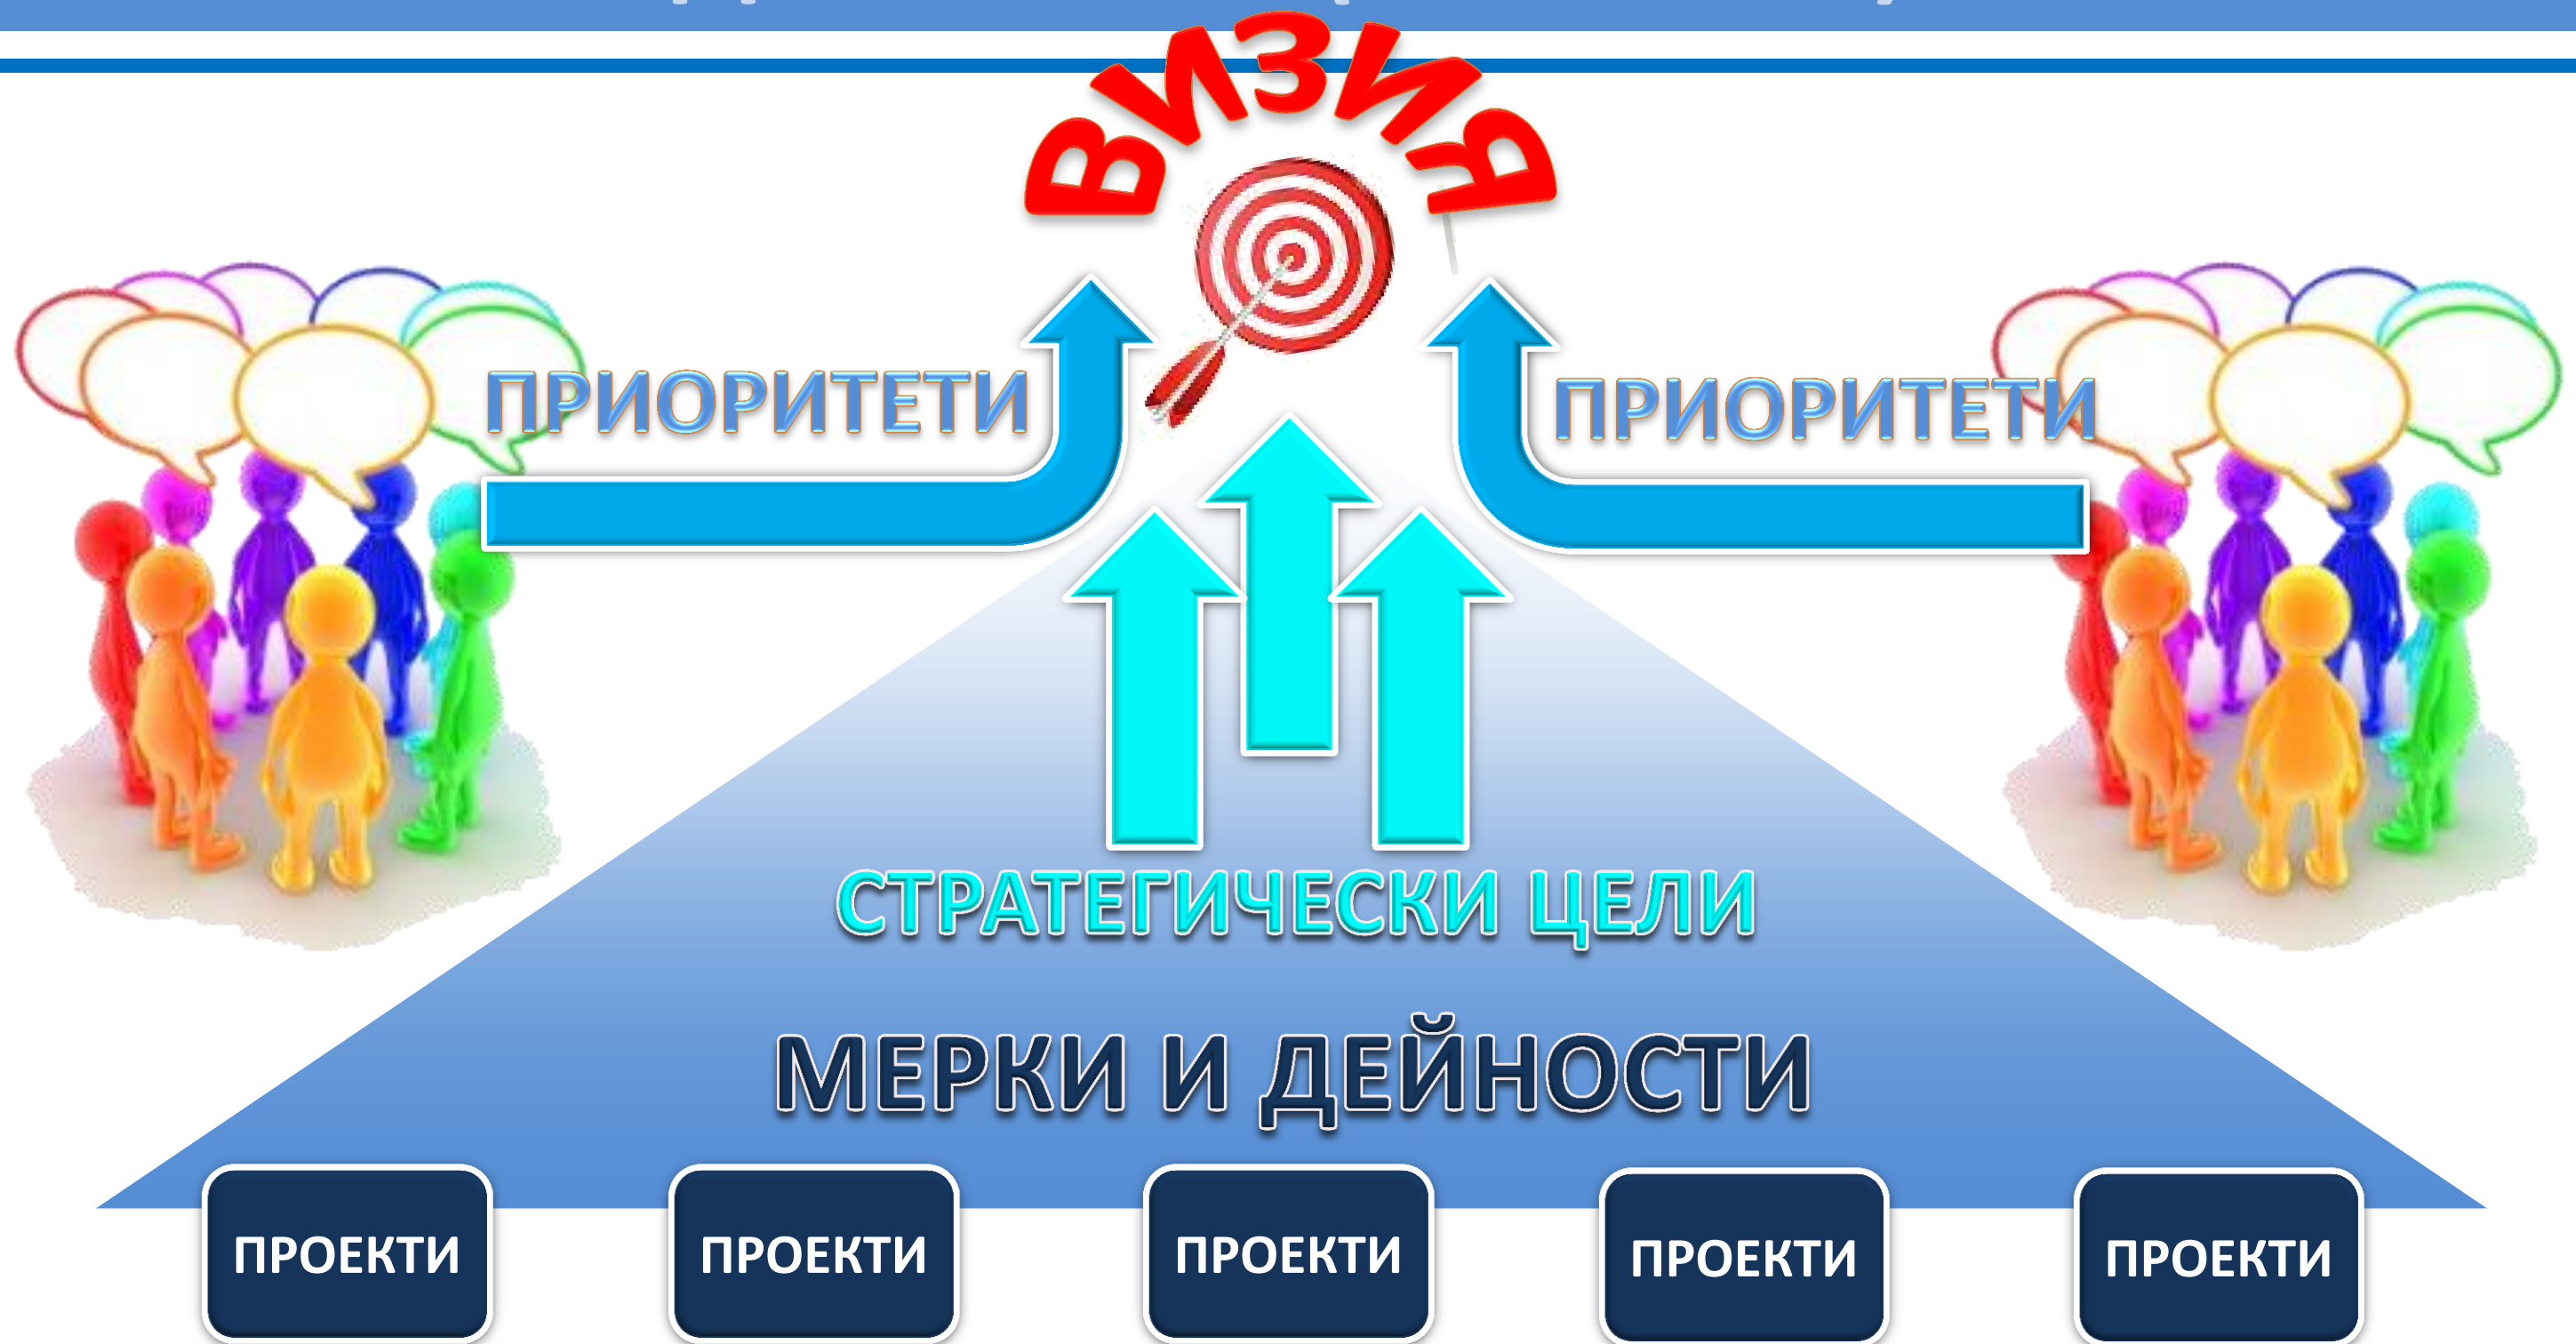 ВИЗИЯ
ПРИОРИТЕТИ
ПРИОРИТЕТИ
СТРАТЕГИЧЕСКИ ЦЕЛИ
МЕРКИ И ДЕЙНОСТИ
ПРОЕКТИ
ПРОЕКТИ
ПРОЕКТИ
ПРОЕКТИ
ПРОЕКТИ